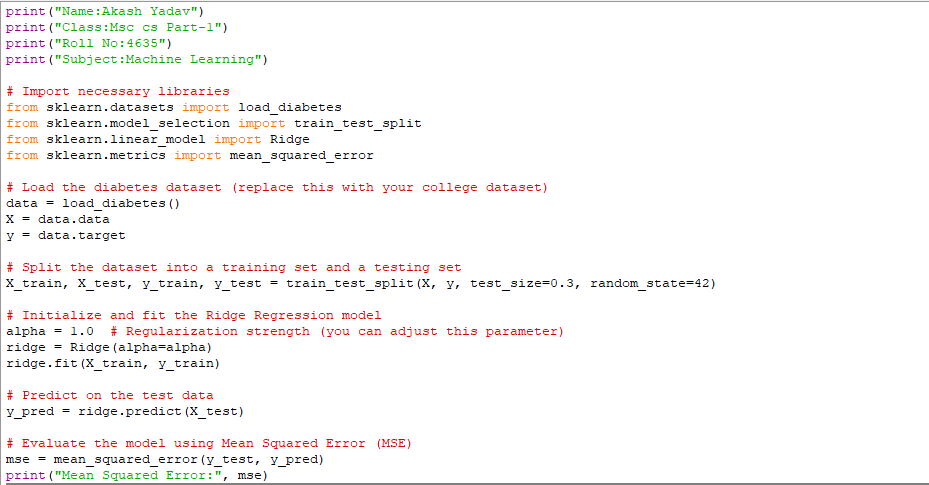 print("Name:Akash Yadav")
print("Class:Msc cs Part-1")
print("Roll No:4635")
print("Subject:Machine Learning")
# Import necessary libraries
from sklearn.datasets import load_diabetes
from sklearn.model_selection import train_test_split
from sklearn.linear_model import Ridge
from sklearn.metrics import mean_squared_error
# Load the diabetes dataset (replace this with your college dataset)
data = load_diabetes()
X = data.data
y = data.target
# Split the dataset into a training set and a testing set
X_train, X_test, y_train, y_test = train_test_split(X, y, test_size=0.3, random_state=42)
# Initialize and fit the Ridge Regression model
alpha = 1.0  # Regularization strength (you can adjust this parameter)
ridge = Ridge(alpha=alpha)
ridge.fit(X_train, y_train)
# Predict on the test data
y_pred = ridge.predict(X_test)
# Evaluate the model using Mean Squared Error (MSE)
mse = mean_squared_error(y_test, y_pred)
print("Mean Squared Error:", mse)